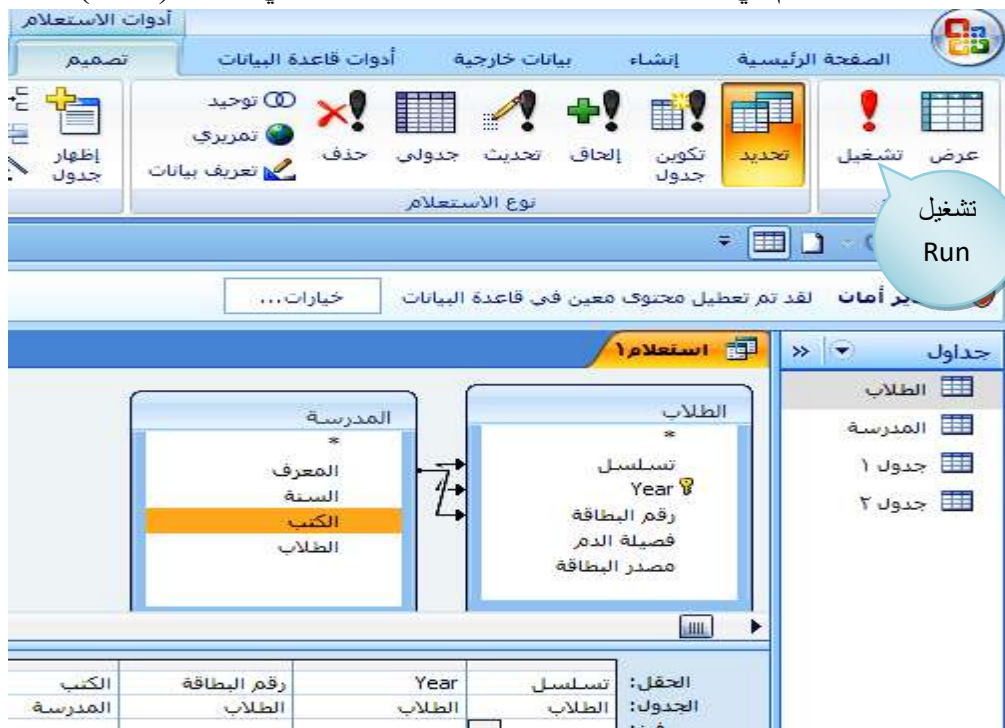 أدوات الاستعلام
الصفحة الرئيسية إنشاء بيانات خارجية أدوات قاعدة البيانات تصميم
عرض تشغيل تحديد تكوين جدول إلحاق تحديث جدولي حذف
توحيد
تمريري
تعريف بيانات
إظهار جدول
نوع الاستعلام
تشغيل
Run
أمان لقد تم تعطيل محتوى معين في قاعدة البيانات خيارات...
جداول
الطلاب
المدرسة
جدول ١
جدول ٢
استعلام١
الطلاب
*
تسلسل
Year
رقم البطاقة
فصيلة الدم
مصدر البطاقة
المدرسة
*
المعرف
السنة
الكتب
الطلاب
الحقل: تسلسل Year رقم البطاقة الكتب
الجدول: الطلاب الطلاب الطلاب المدرسة